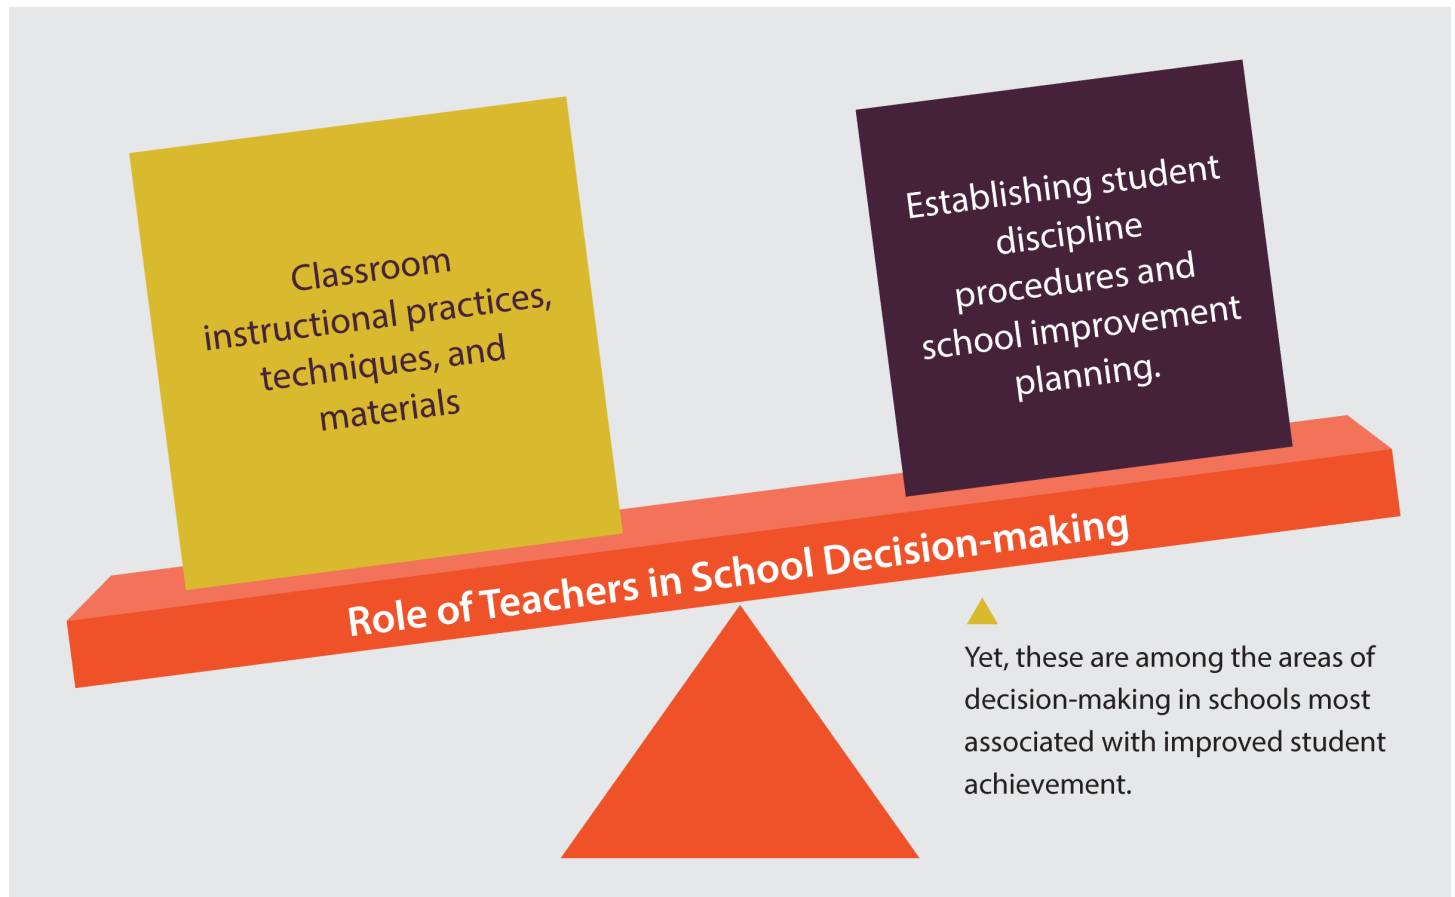 Classroom
instructional practices,
techniques, and
materials
Establishing student
discipline
procedures and
school improvement
planning.
Role of Teachers in School Decision-making
Yet, these are among the areas of
decision-making in schools most
associated with improved student
achievement.